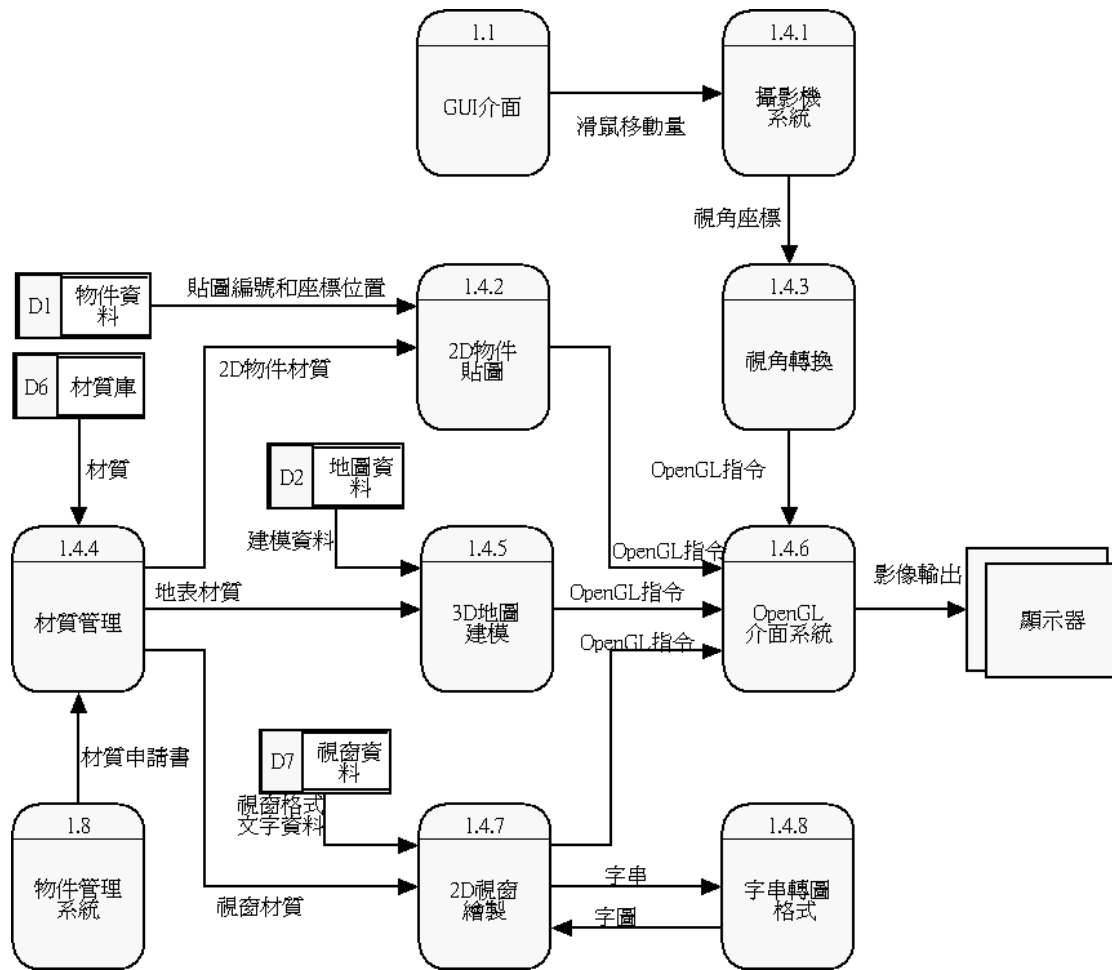 1.1
GUI介面
1.4.1
攝影機
系統
滑鼠移動量
視角座標
D1
物件資
料
貼圖編號和座標位置
1.4.2
2D物件
貼圖
1.4.3
視角轉換
D6
材質庫
2D物件材質
材質
D2
地圖資
料
OpenGL指令
建模資料
1.4.4
材質管理
地表材質
1.4.5
3D地圖
建模
OpenGL指令
OpenGL指令
OpenGL指令
1.4.6
OpenGL
介面系統
影像輸出
顯示器
材質申請書
D7
視窗資
料
視窗格式
文字資料
1.8
物件管理
系統
視窗材質
1.4.7
2D視窗
繪製
字串
字圖
1.4.8
字串轉圖
格式